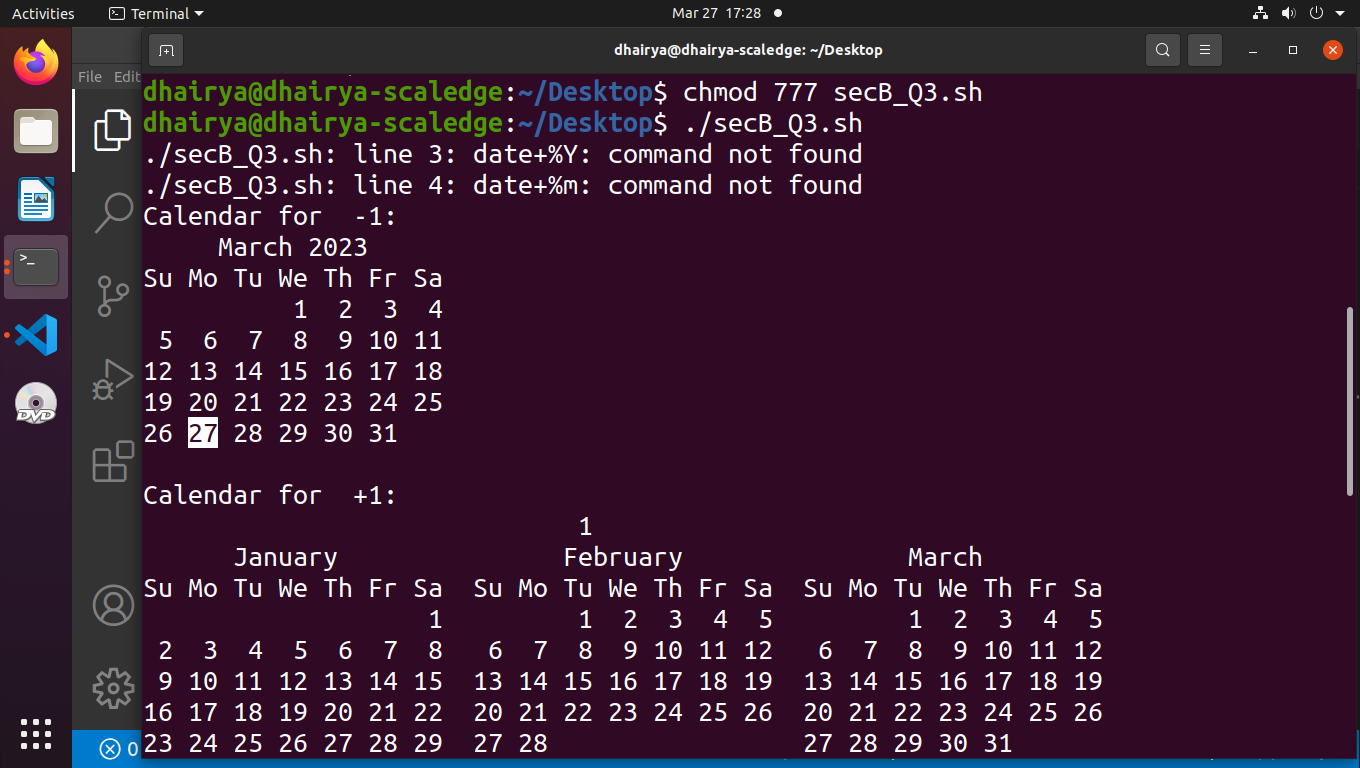 Activities Terminal Mar 27 17:28
dhairya@dhairya-scaledge: ~/Desktop
File Edit
dhairya@dhairya-scaledge:~/Desktop$ chmod 777 secB_Q3.sh
dhairya@dhairya-scaledge:~/Desktop$ ./secB_Q3.sh
./secB_Q3.sh: line 3: date+%Y: command not found
./secB_Q3.sh: line 4: date+%m: command not found
Calendar for  -1:
     March 2023
Su Mo Tu We Th Fr Sa
          1  2  3  4
 5  6  7  8  9 10 11
12 13 14 15 16 17 18
19 20 21 22 23 24 25
26 27 28 29 30 31
Calendar for  +1:
                             1
      January               February               March
Su Mo Tu We Th Fr Sa  Su Mo Tu We Th Fr Sa  Su Mo Tu We Th Fr Sa
                   1         1  2  3  4  5         1  2  3  4  5
 2  3  4  5  6  7  8   6  7  8  9 10 11 12   6  7  8  9 10 11 12
 9 10 11 12 13 14 15  13 14 15 16 17 18 19  13 14 15 16 17 18 19
16 17 18 19 20 21 22  20 21 22 23 24 25 26  20 21 22 23 24 25 26
23 24 25 26 27 28 29  27 28                 27 28 29 30 31
0
DVD